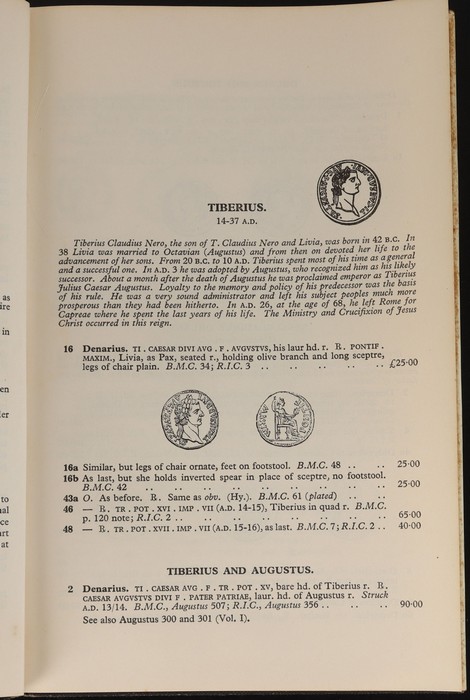 TIBERIUS.
14-37 A.D.
Tiberius Claudius Nero, the son of T. Claudius Nero and Livia, was born in 42 B.C. In
38 Livia was married to Octavian (Augustus) and from then on devoted her life to the
advancement of her sons. From 20 B.C. to 10 A.D. Tiberius spent most of his time as a general
and a successful one. In A.D. 3 he was adopted by Augustus, who recognized him as his likely
successor. About a month after the death of Augustus he was proclaimed emperor as Tiberius
Julius Caesar Augustus. Loyalty to the memory and policy of his predecessor was the basis
of his rule. He was a very sound administrator and left his subject peoples much more
prosperous than they had been hitherto. In A.D. 26, at the age of 68, he left Rome for
Capreae where he spent the last years of his life. The Ministry and Crucifixion of Jesus
Christ occurred in this reign.
16 Denarius. TI . CAESAR DIVI AVG . F . AVGVSTVS, his laur hd. r. R. PONTIF .
MAXIM., Livia, as Pax, seated r., holding olive branch and long sceptre,
legs of chair plain. B.M.C. 34; R.I.C. 3 .. .. .. .. .. £25·00
16a Similar, but legs of chair ornate, feet on footstool. B.M.C. 48 .. .. 25·00
16b As last, but she holds inverted spear in place of sceptre, no footstool.
B.M.C. 42 .. .. .. .. .. .. .. .. .. 25·00
43a O. As before. R. Same as obv. (Hy.). B.M.C. 61 (plated) .. ..
46 — R. TR . POT . XVI . IMP . VII (A.D. 14-15), Tiberius in quad r. B.M.C.
p. 120 note; R.I.C. 2 .. .. .. .. .. .. .. 65·00
48 — R. TR . POT . XVII . IMP . VII (A.D. 15-16), as last. B.M.C. 7; R.I.C. 2 .. 40·00
TIBERIUS AND AUGUSTUS.
2 Denarius. TI . CAESAR AVG . F . TR . POT . XV, bare hd. of Tiberius r. R.
CAESAR AVGVSTVS DIVI F . PATER PATRIAE, laur. hd. of Augustus r. Struck
A.D. 13/14. B.M.C., Augustus 507; R.I.C., Augustus 356 .. .. .. 90·00
See also Augustus 300 and 301 (Vol. I).
as
ire
in
en
er
to
al
ce
art
at